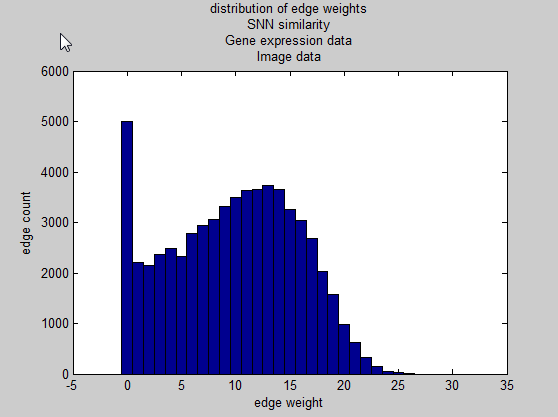 distribution of edge weights
SNN similarity
Gene expression data
Image data
6000
5000
4000
3000
2000
1000
0
edge count
-5 0 5 10 15 20 25 30 35
edge weight